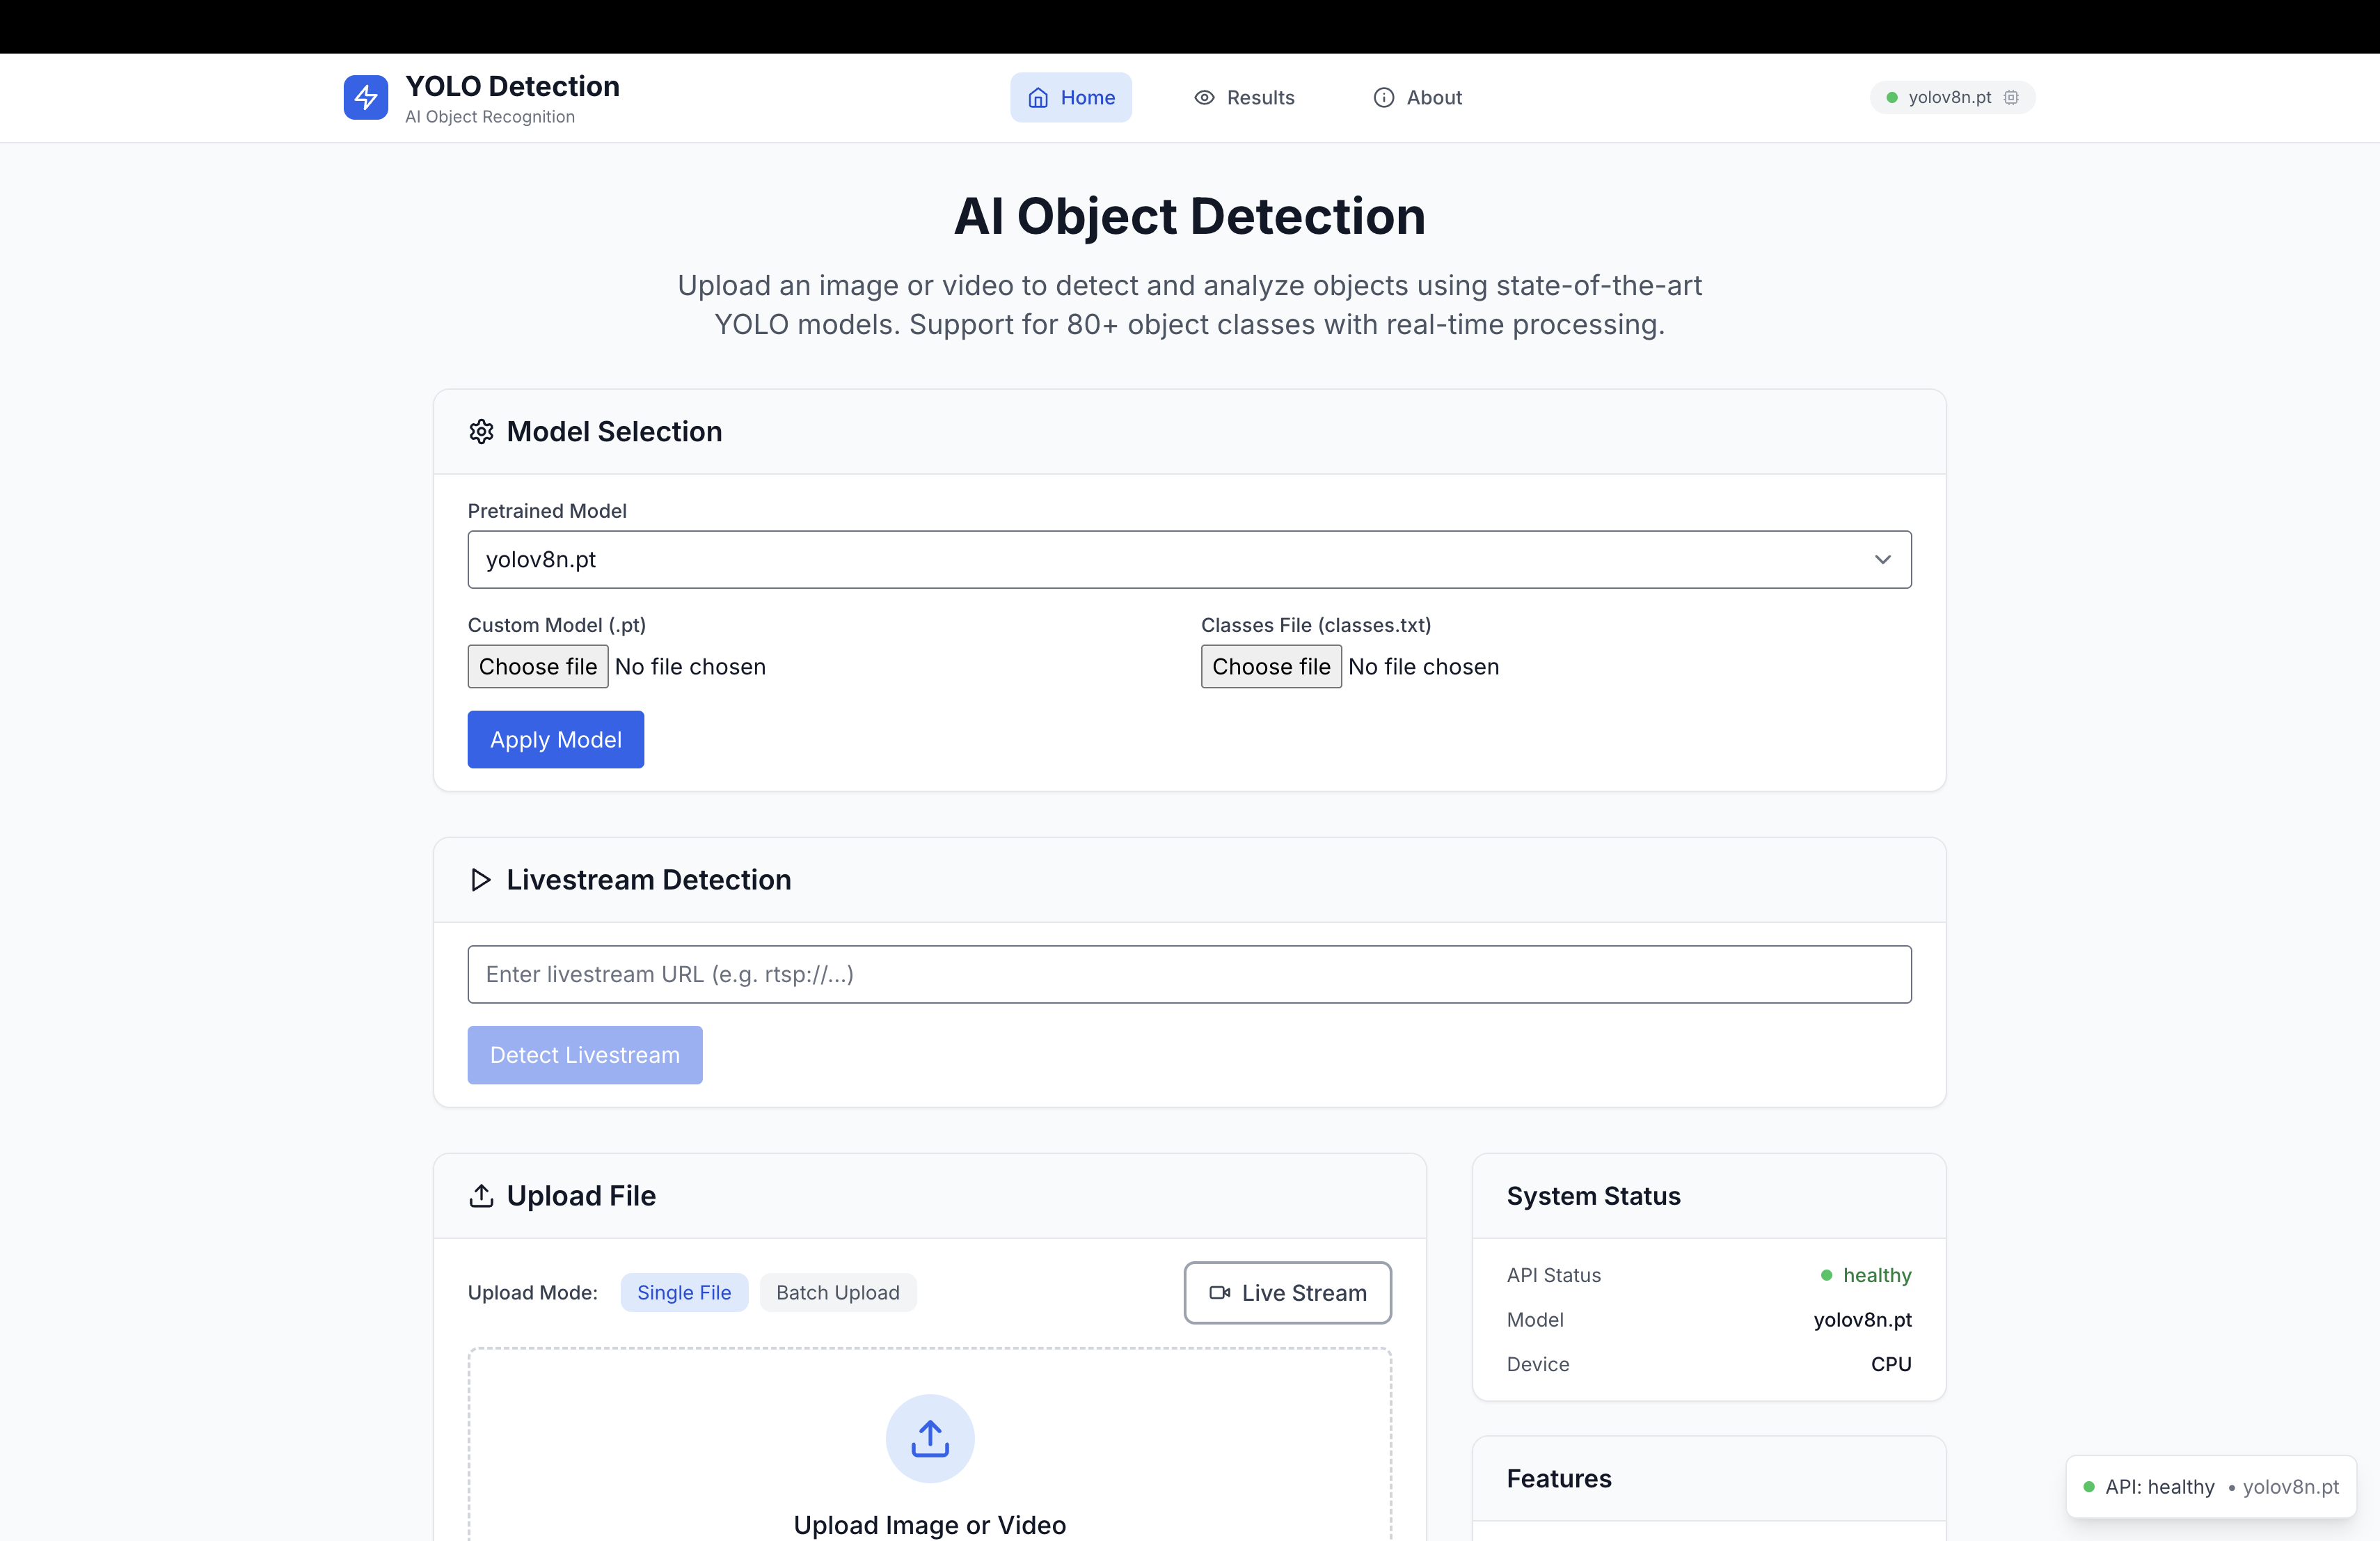 YOLO Detection
AI Object Recognition
Home
Results
About
yolov8n.pt
AI Object Detection
Upload an image or video to detect and analyze objects using state-of-the-art
YOLO models. Support for 80+ object classes with real-time processing.
Model Selection
Pretrained Model
yolov8n.pt
Custom Model (.pt)
Choose file No file chosen
Classes File (classes.txt)
Choose file No file chosen
Apply Model
Livestream Detection
Enter livestream URL (e.g. rtsp://...)
Detect Livestream
Upload File
Upload Mode: Single File Batch Upload
Live Stream
Upload Image or Video
System Status
API Status healthy
Model yolov8n.pt
Device CPU
Features
API: healthy • yolov8n.pt